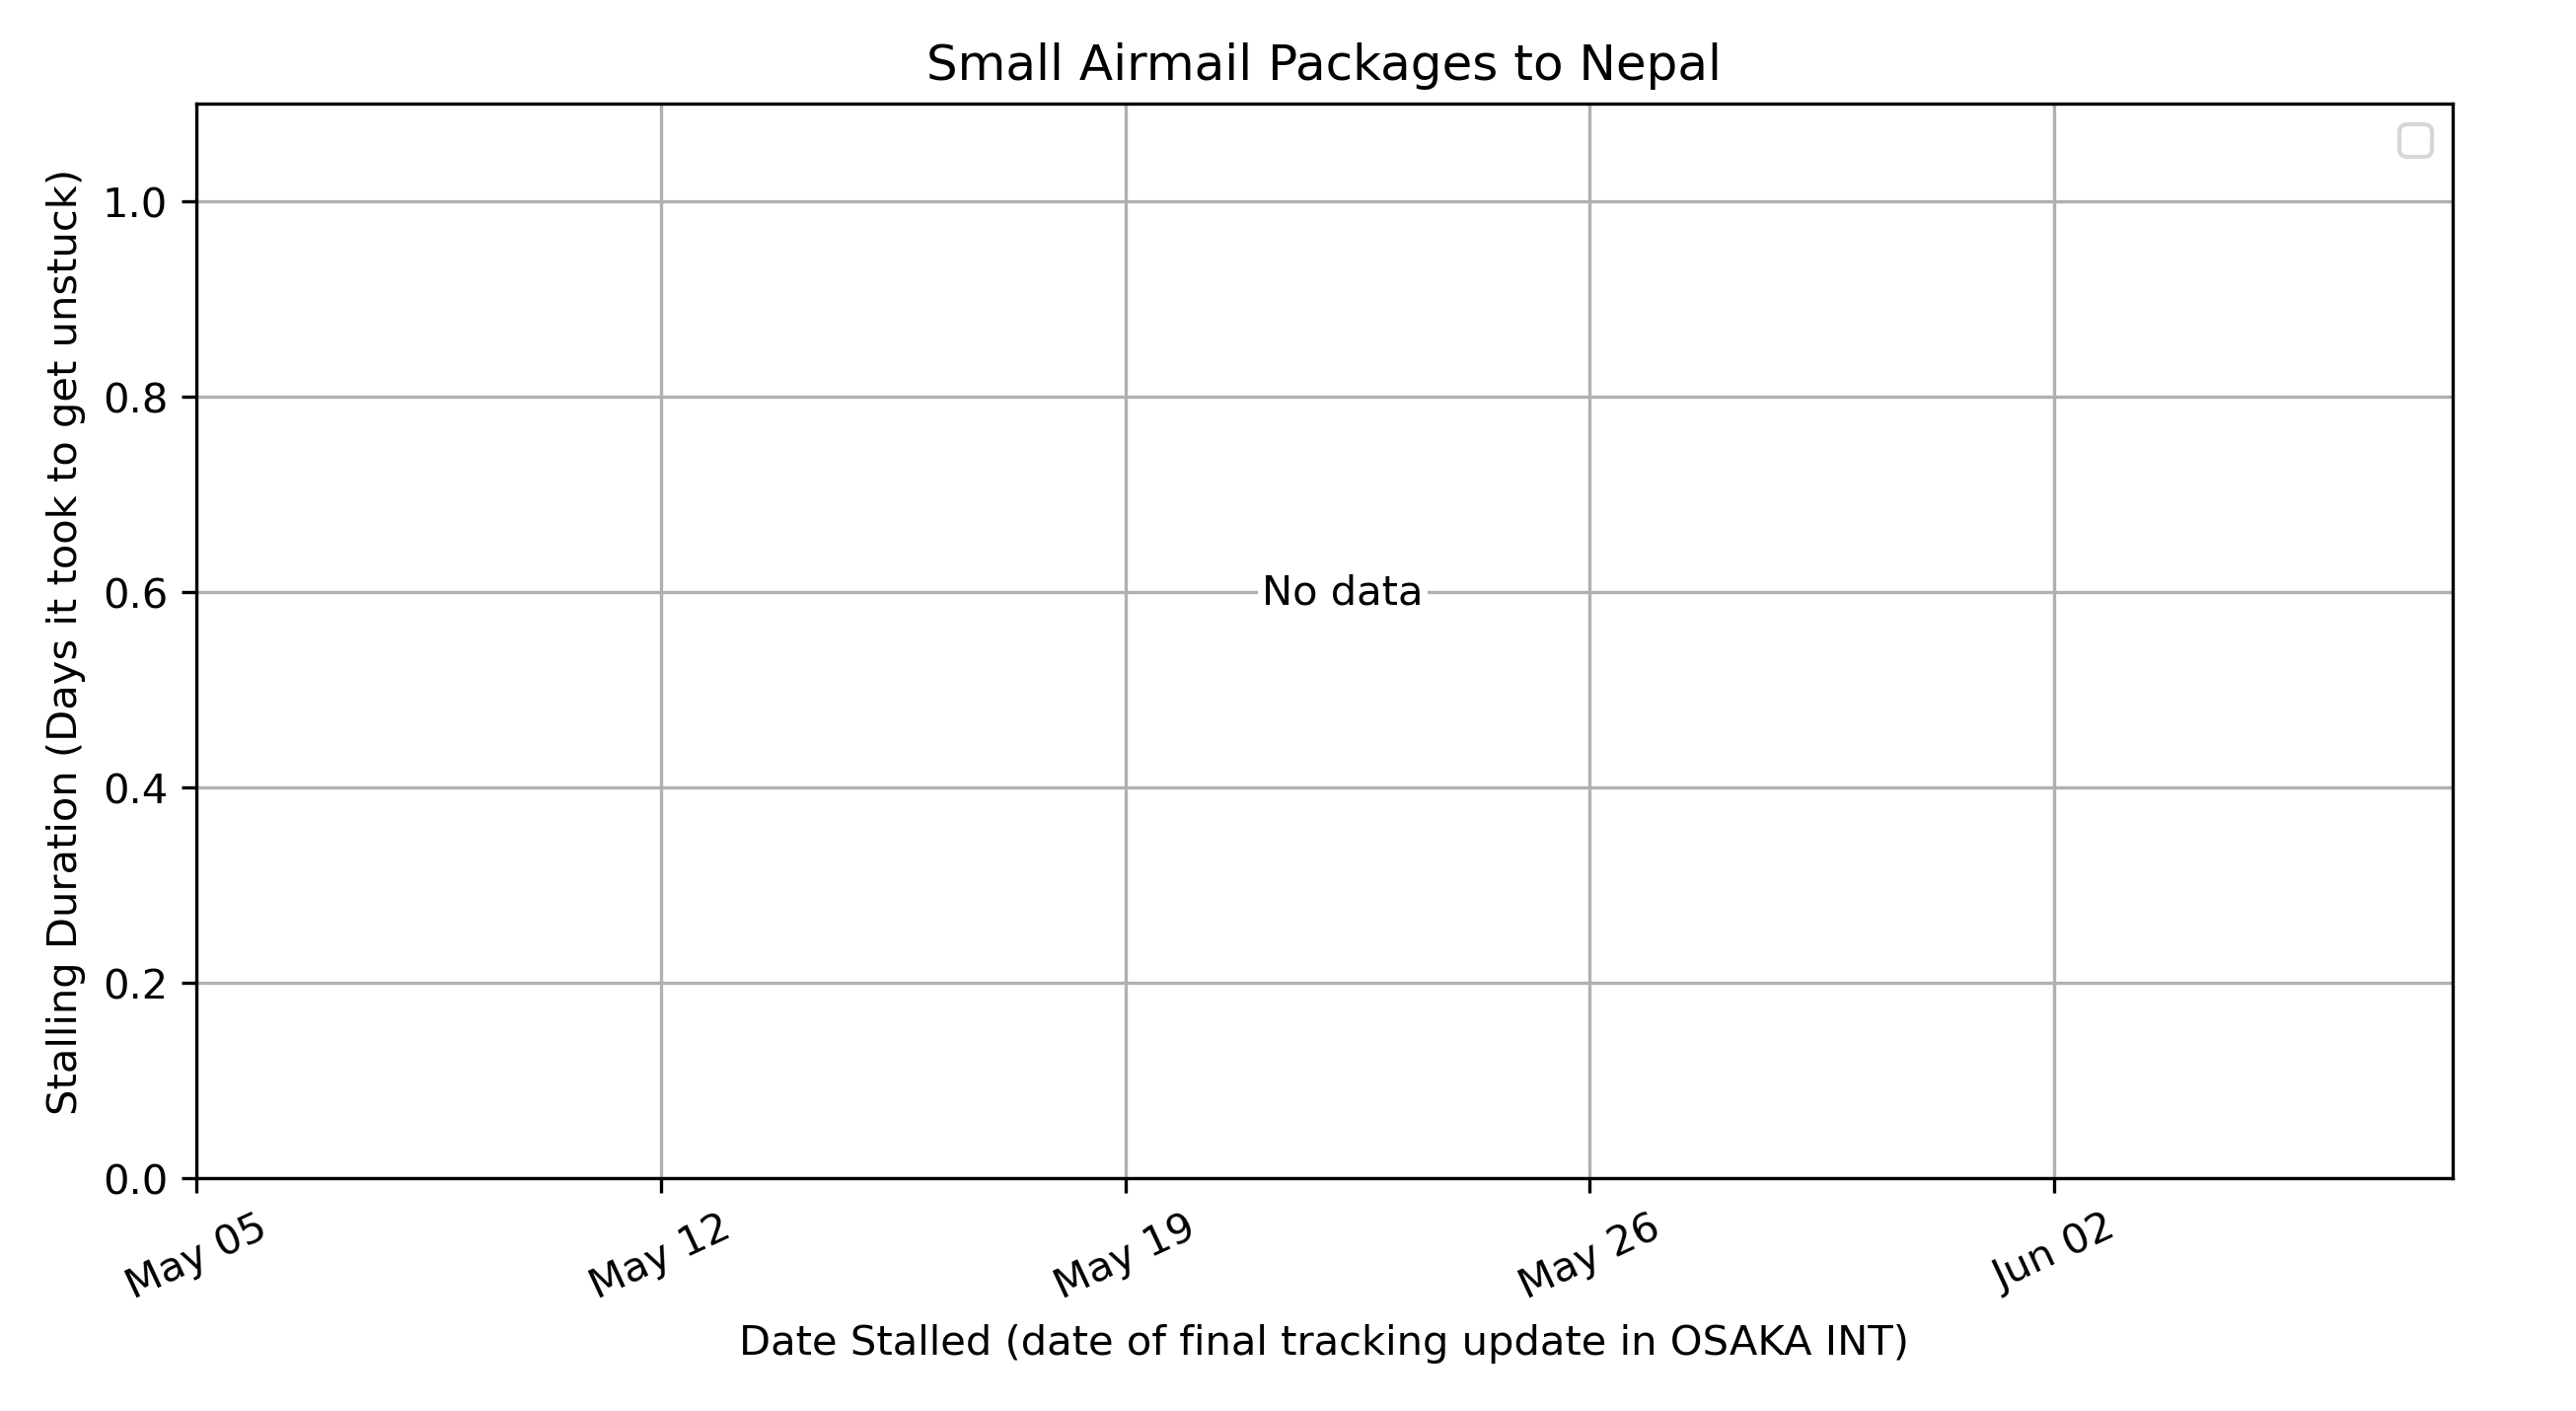 Small Airmail Packages to Nepal
Stalling Duration (Days it took to get unstuck)
1.0
0.8
0.6
0.4
0.2
0.0
No data
May 05
May 12
May 19
May 26
Jun 02
Date Stalled (date of final tracking update in OSAKA INT)